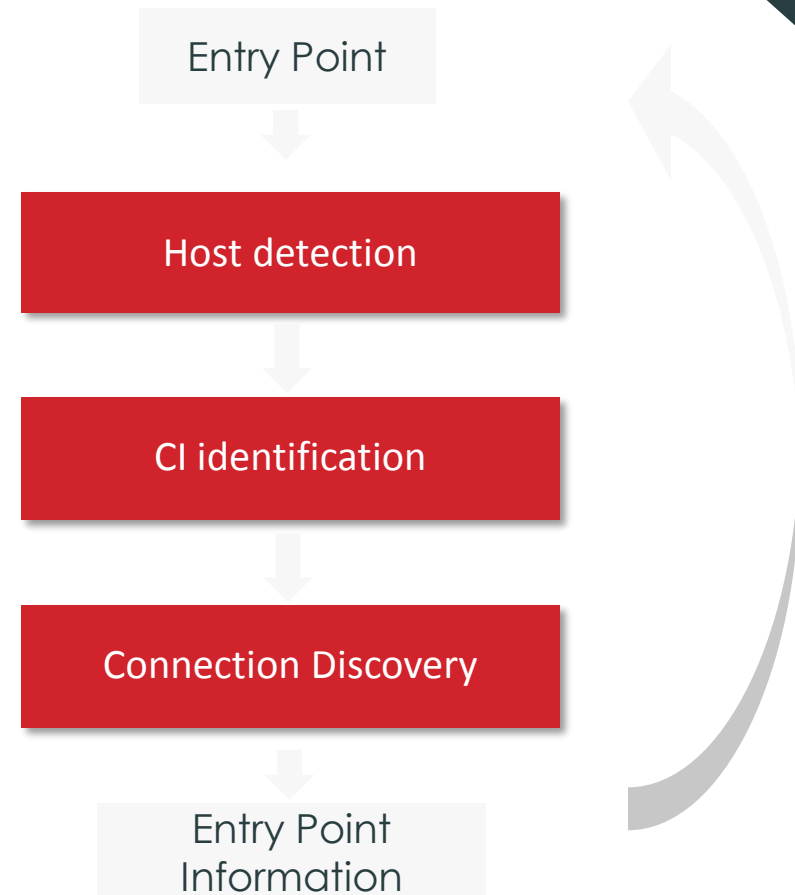 Entry Point
Host detection
CI identification
Connection Discovery
Entry Point
Information